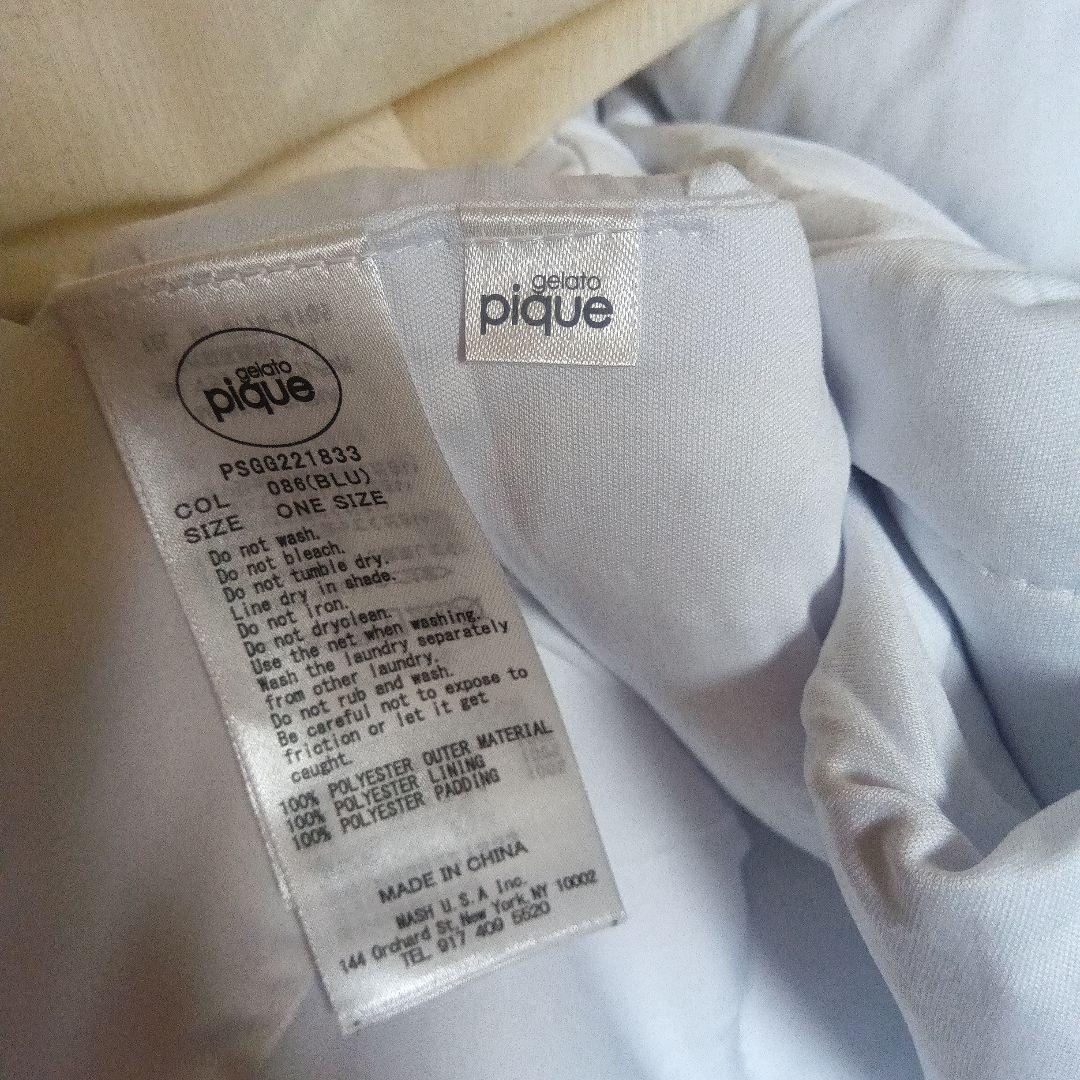 gelato
pique
gelato
pique
PSGG221833
COL 086(BLU)
SIZE ONE SIZE
Do not wash.
Do not bleach.
Do not tumble dry.
Line dry in shade.
Do not iron.
Do not dryclean.
Use the net when washing.
Wash the laundry separately
from other laundry.
Do not rub and wash.
Be careful not to expose to
friction or let it get
caught.
100% POLYESTER OUTER MATERIAL
100% POLYESTER LINING
100% POLYESTER PADDING
MADE IN CHINA
MASH U.S.A Inc.
144 Orchard St,New York,NY 10002
TEL 917 409 5520